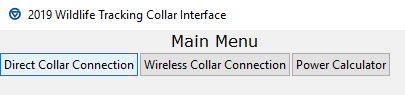 2019 Wildlife Tracking Collar Interface
Main Menu
Direct Collar Connection Wireless Collar Connection Power Calculator